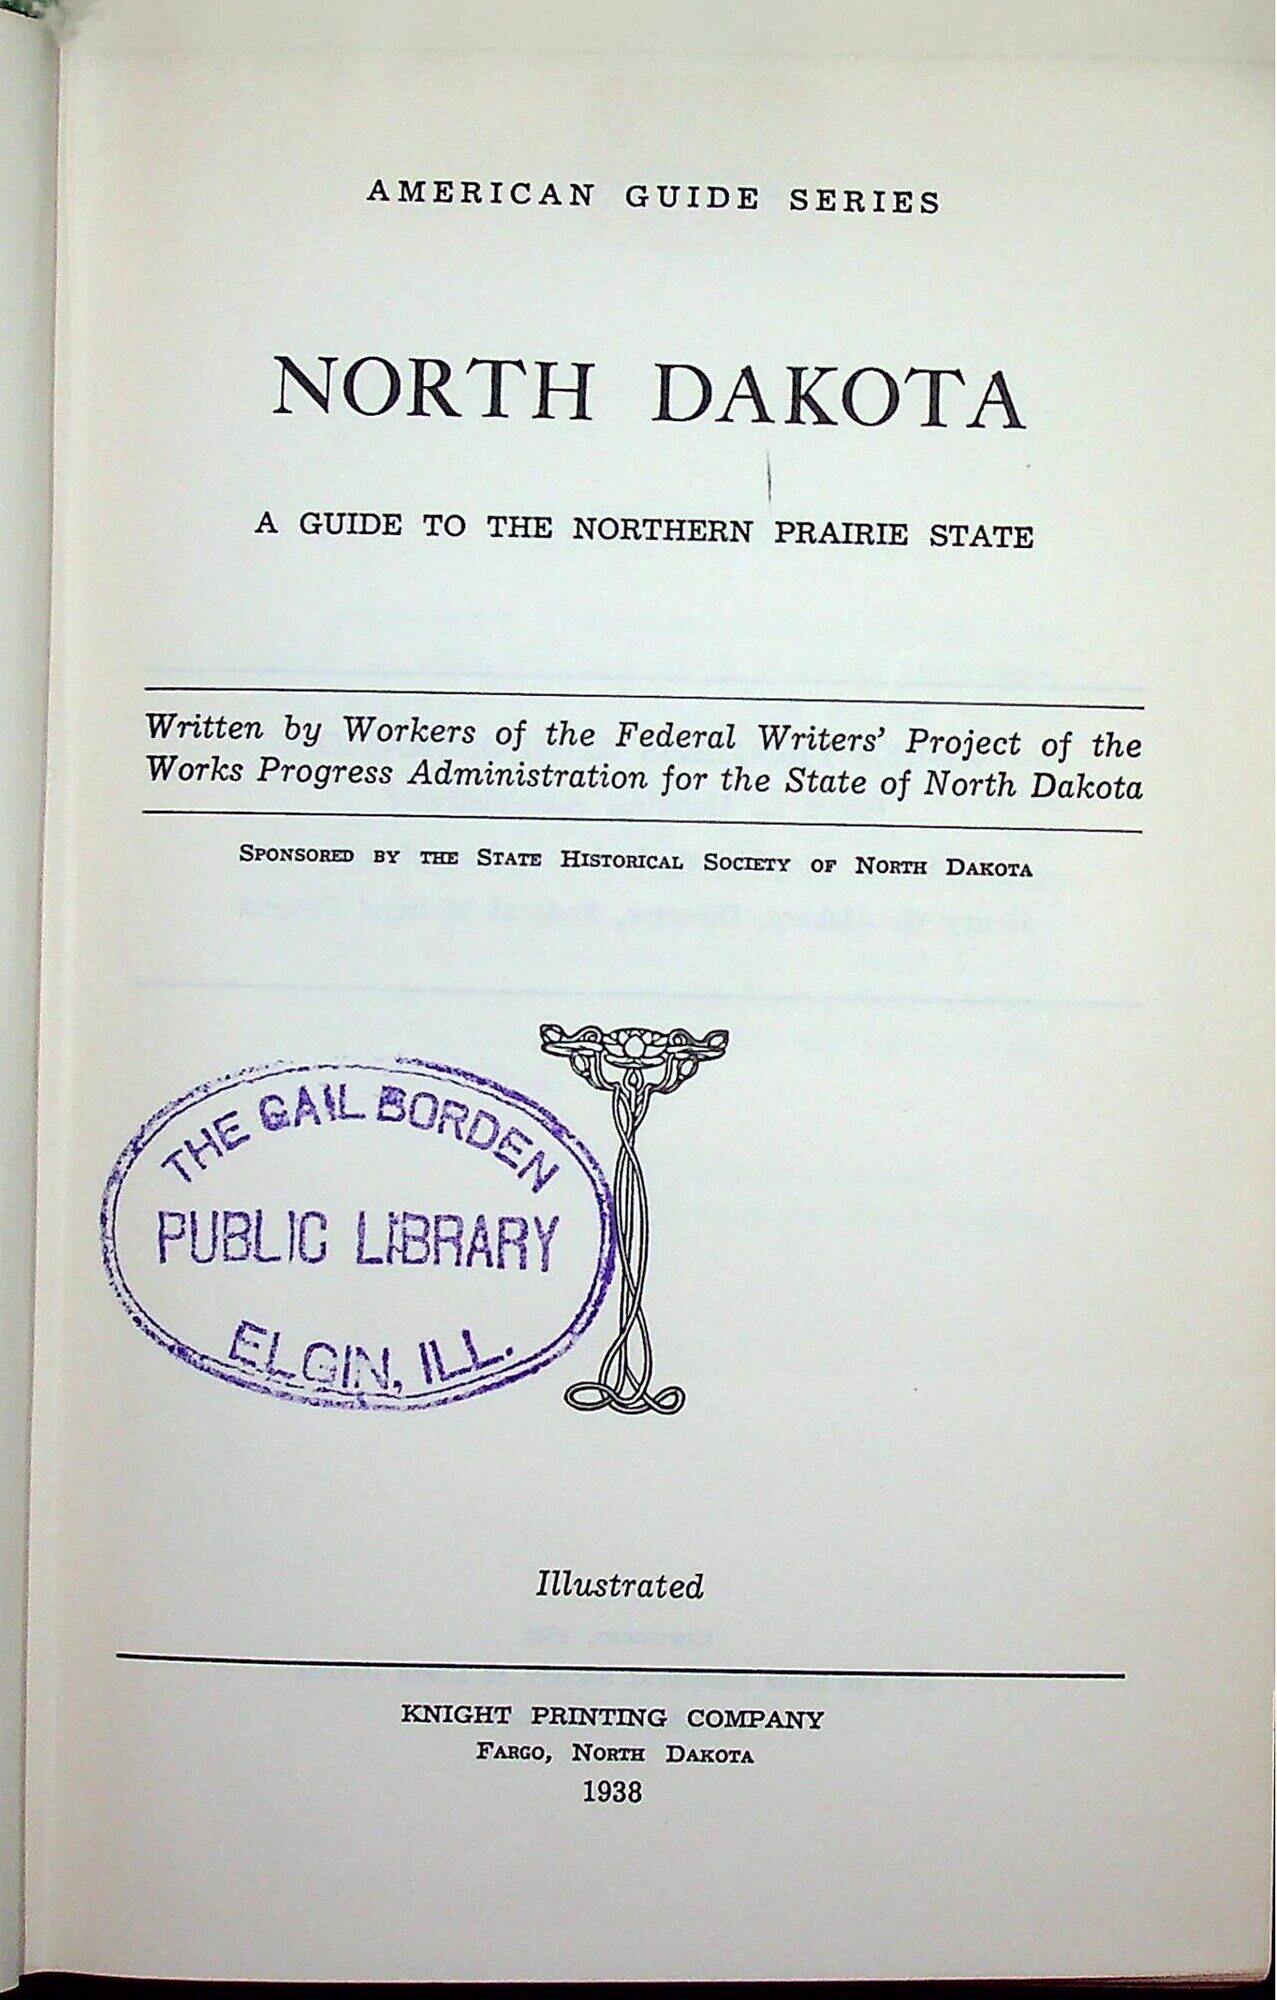 AMERICAN GUIDE SERIES
NORTH DAKOTA
A GUIDE TO THE NORTHERN PRAIRIE STATE
Written by Workers of the Federal Writers' Project of the
Works Progress Administration for the State of North Dakota
SPONSORED BY THE STATE HISTORICAL SOCIETY OF NORTH DAKOTA
THE GAIL BORDEN
PUBLIC LIBRARY
ELGIN, ILL.
Illustrated
KNIGHT PRINTING COMPANY
FARGO, NORTH DAKOTA
1938